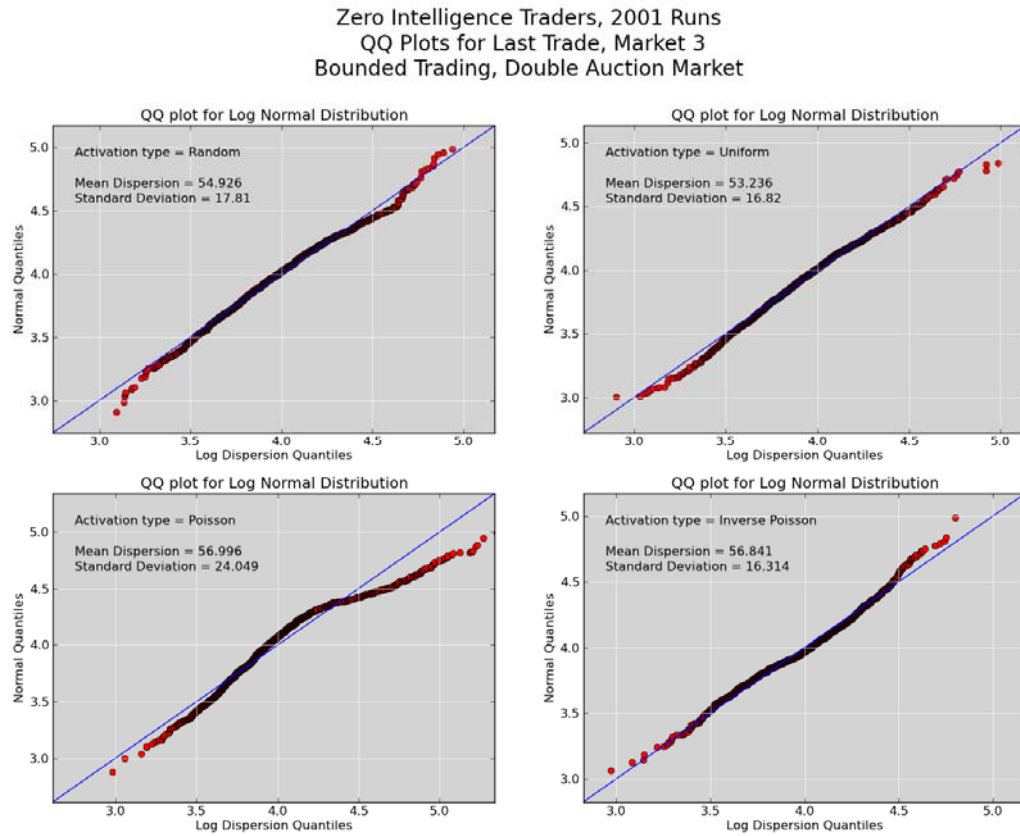 Zero Intelligence Traders, 2001 Runs
QQ Plots for Last Trade, Market 3
Bounded Trading, Double Auction Market
QQ plot for Log Normal Distribution
Activation type = Random
Mean Dispersion = 54.926
Standard Deviation = 17.81
5.0
4.5
4.0
3.5
3.0
Normal Quantiles
3.0 3.5 4.0 4.5 5.0
Log Dispersion Quantiles
QQ plot for Log Normal Distribution
Activation type = Uniform
Mean Dispersion = 53.236
Standard Deviation = 16.82
5.0
4.5
4.0
3.5
3.0
Normal Quantiles
3.0 3.5 4.0 4.5 5.0
Log Dispersion Quantiles
QQ plot for Log Normal Distribution
Activation type = Poisson
Mean Dispersion = 56.996
Standard Deviation = 24.049
5.0
4.5
4.0
3.5
3.0
Normal Quantiles
3.0 3.5 4.0 4.5 5.0
Log Dispersion Quantiles
QQ plot for Log Normal Distribution
Activation type = Inverse Poisson
Mean Dispersion = 56.841
Standard Deviation = 16.314
5.0
4.5
4.0
3.5
3.0
Normal Quantiles
3.0 3.5 4.0 4.5 5.0
Log Dispersion Quantiles